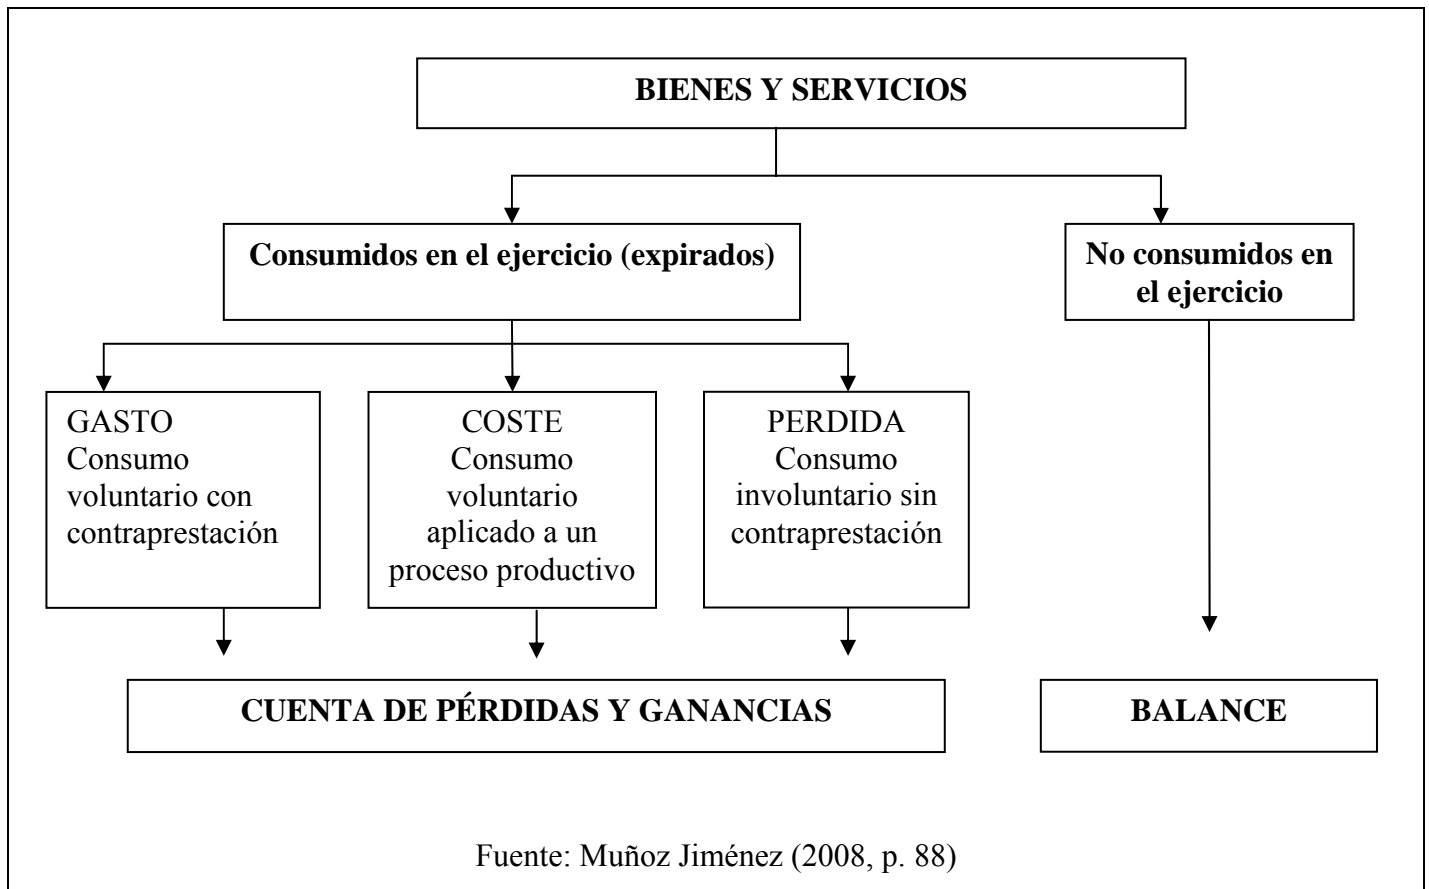 BIENES Y SERVICIOS
Consumidos en el ejercicio (expirados)
No consumidos en
el ejercicio
GASTO
Consumo
voluntario con
contraprestación
COSTE
Consumo
voluntario
aplicado a un
proceso productivo
PERDIDA
Consumo
involuntario sin
contraprestación
CUENTA DE PÉRDIDAS Y GANANCIAS
BALANCE
Fuente: Muñoz Jiménez (2008, p. 88)